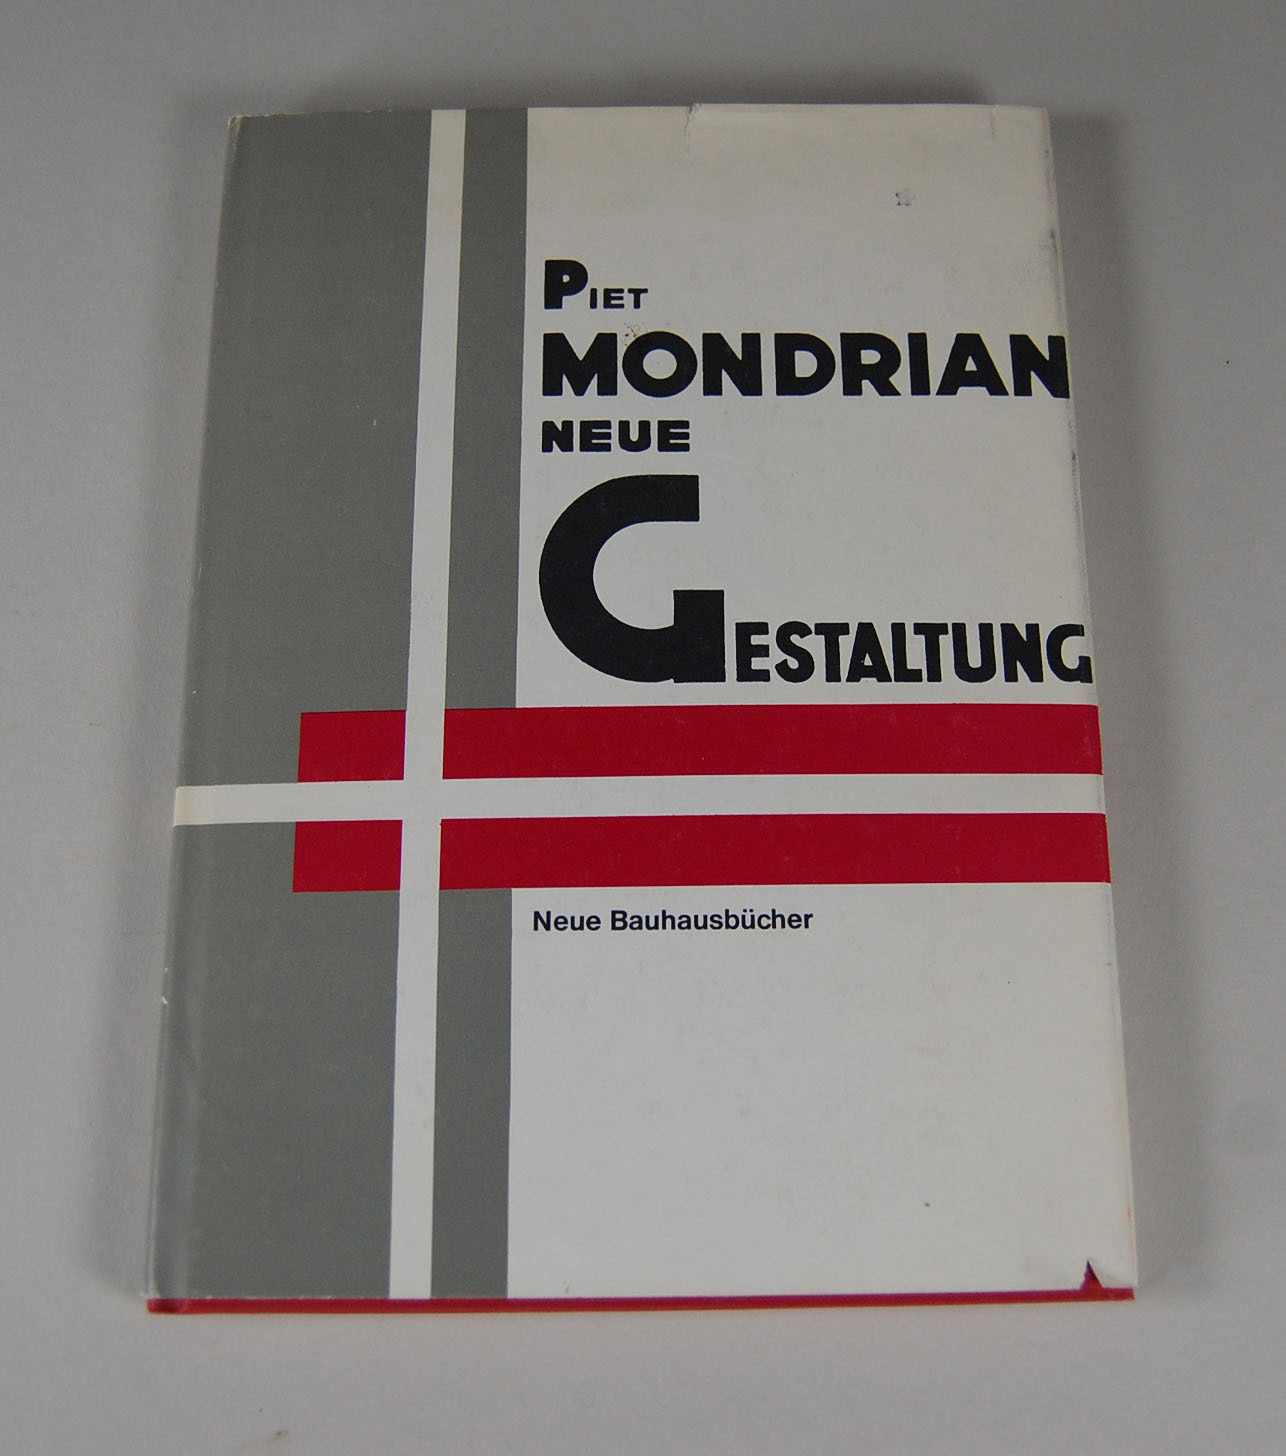 PIET
MONDRIAN
NEUE
GESTALTUNG
Neue Bauhausbücher